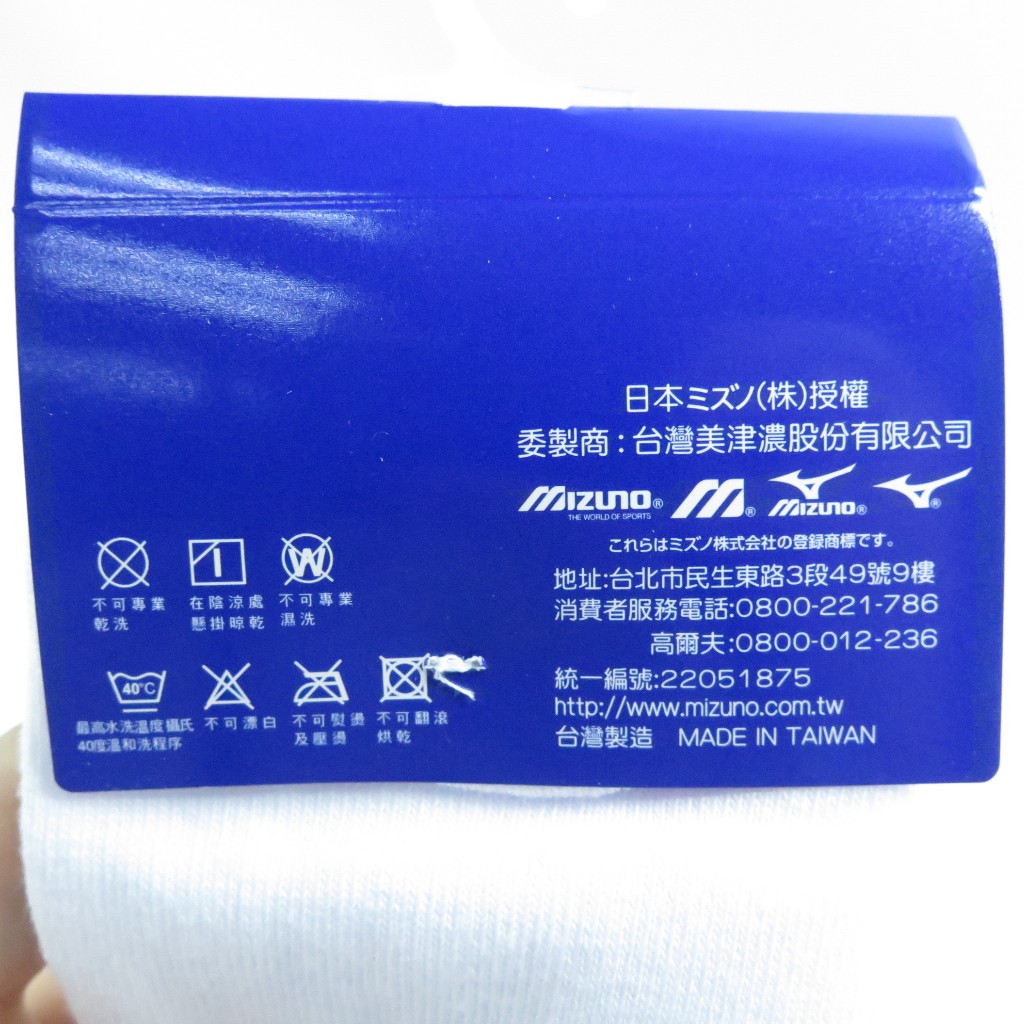 日本ミズノ(株)授權
委製商：台灣美津濃股份有限公司
MIZUNO® M® MIZUNO® ®
THE WORLD OF SPORTS
これらはミズノ株式会社の登録商標です。
地址:台北市民生東路3段49號9樓
消費者服務電話:0800-221-786
高爾夫:0800-012-236
統一編號:22051875
http://www.mizuno.com.tw
台灣製造 MADE IN TAIWAN
W
不可專業 在陰涼處 不可專業
乾洗 懸掛晾乾 濕洗
40°C
最高水洗溫度攝氏 不可漂白 不可熨燙 不可翻滾
40度溫和洗程序 及壓燙 烘乾